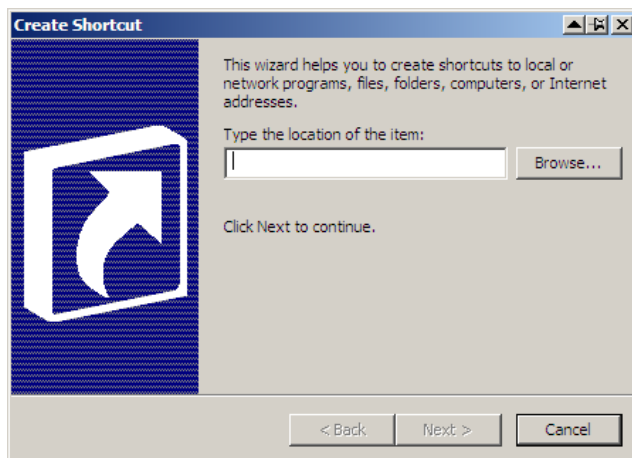 Create Shortcut
This wizard helps you to create shortcuts to local or
network programs, files, folders, computers, or Internet
addresses.
Type the location of the item:
Browse...
Click Next to continue.
< Back
Next >
Cancel